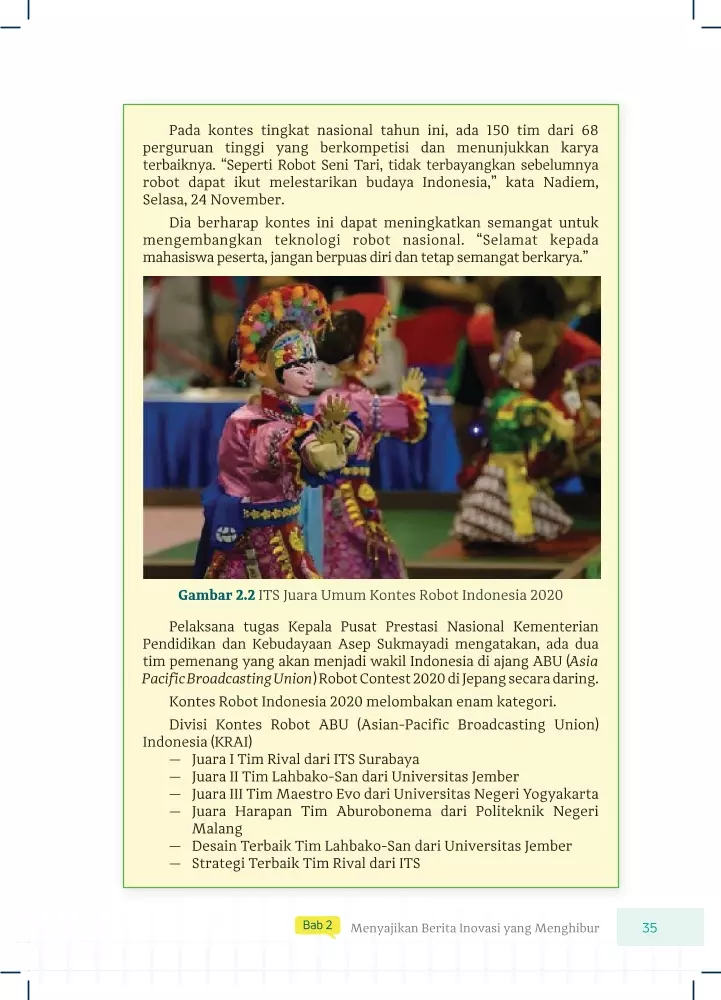 Pada kontes tingkat nasional tahun ini, ada 150 tim dari 68
perguruan tinggi yang berkompetisi dan menunjukkan karya
terbaiknya. “Seperti Robot Seni Tari, tidak terbayangkan sebelumnya
robot dapat ikut melestarikan budaya Indonesia,” kata Nadiem,
Selasa, 24 November.
Dia berharap kontes ini dapat meningkatkan semangat untuk
mengembangkan teknologi robot nasional. “Selamat kepada
mahasiswa peserta, jangan berpuas diri dan tetap semangat berkarya.”
Gambar 2.2 ITS Juara Umum Kontes Robot Indonesia 2020
Pelaksana tugas Kepala Pusat Prestasi Nasional Kementerian
Pendidikan dan Kebudayaan Asep Sukmayadi mengatakan, ada dua
tim pemenang yang akan menjadi wakil Indonesia di ajang ABU (Asia
Pacific Broadcasting Union) Robot Contest 2020 di Jepang secara daring.
Kontes Robot Indonesia 2020 melombakan enam kategori.
Divisi Kontes Robot ABU (Asian-Pacific Broadcasting Union)
Indonesia (KRAI)
— Juara I Tim Rival dari ITS Surabaya
— Juara II Tim Lahbako-San dari Universitas Jember
— Juara III Tim Maestro Evo dari Universitas Negeri Yogyakarta
— Juara Harapan Tim Aburobonema dari Politeknik Negeri
Malang
— Desain Terbaik Tim Lahbako-San dari Universitas Jember
— Strategi Terbaik Tim Rival dari ITS
Bab 2 Menyajikan Berita Inovasi yang Menghibur 35